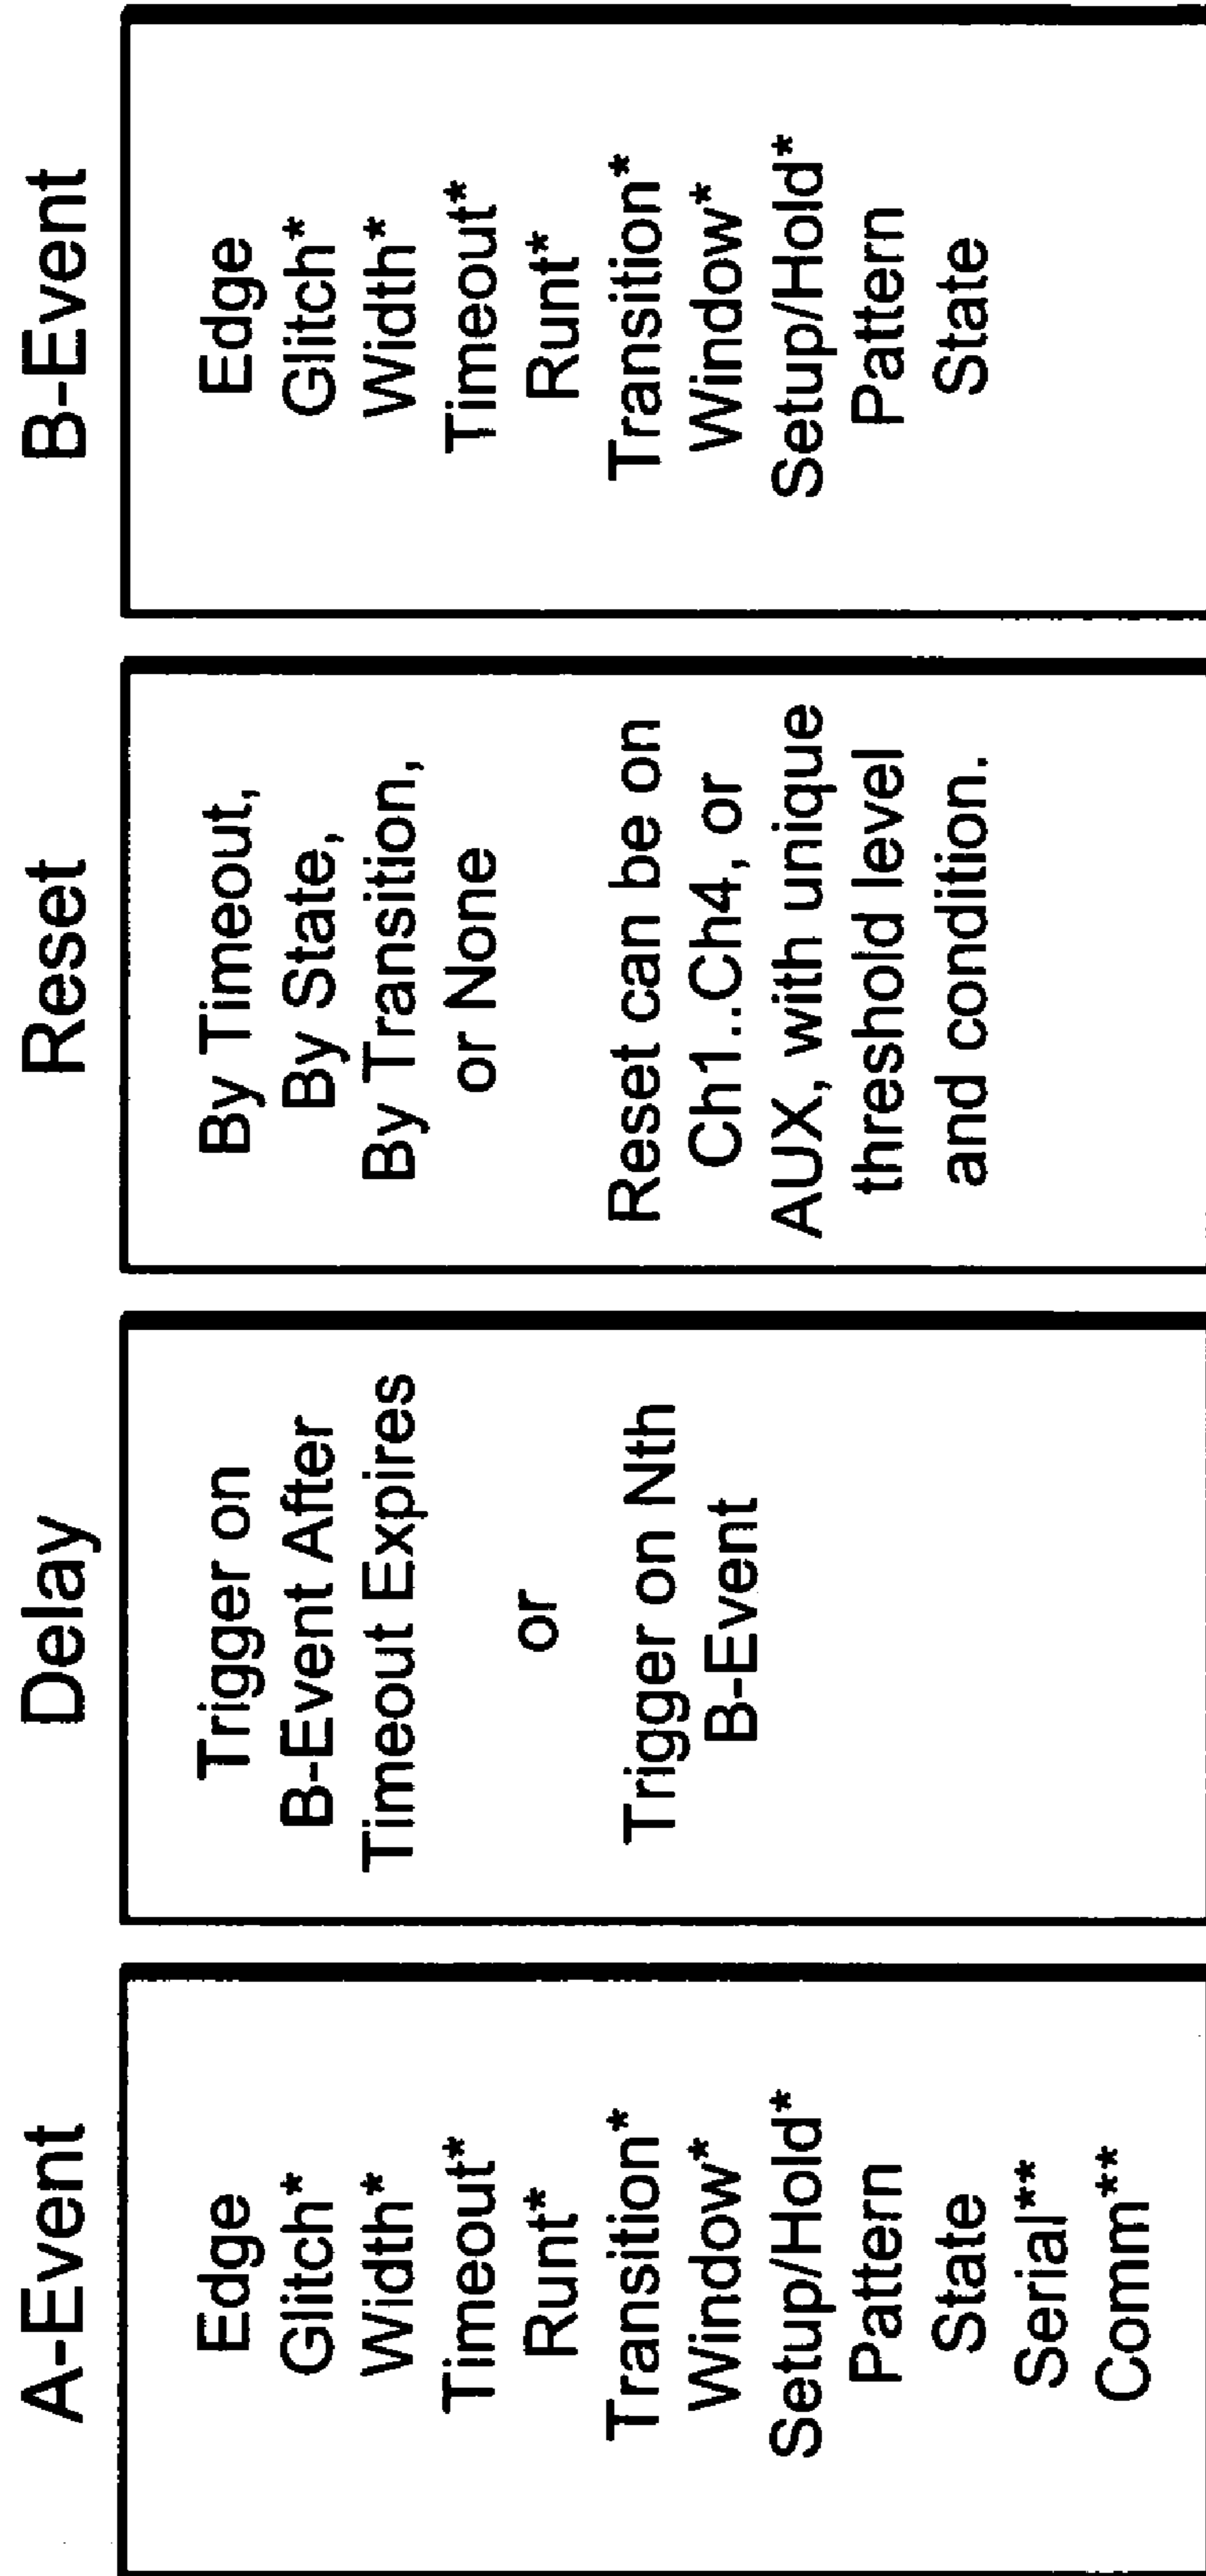 A-Event
Edge
Glitch*
Width*
Timeout*
Runt*
Transition*
Window*
Setup/Hold*
Pattern
State
Serial**
Comm**
Delay
Trigger on
B-Event After
Timeout Expires
or
Trigger on Nth
B-Event
Reset
By Timeout,
By State,
By Transition,
or None
Reset can be on
Ch1..Ch4, or
AUX, with unique
threshold level
and condition.
B-Event
Edge
Glitch*
Width*
Timeout*
Runt*
Transition*
Window*
Setup/Hold*
Pattern
State